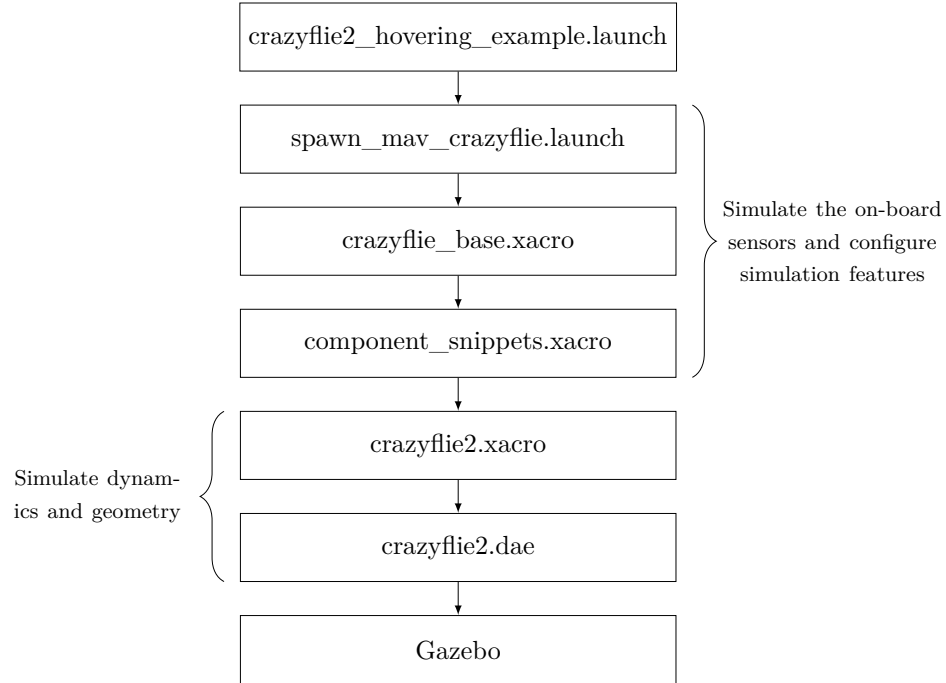 crazyflie2_hovering_example.launch
spawn_mav_crazyflie.launch
crazyflie_base.xacro
component_snippets.xacro
Simulate the on-board
sensors and configure
simulation features
crazyflie2.xacro
crazyflie2.dae
Simulate dynam-
ics and geometry
Gazebo